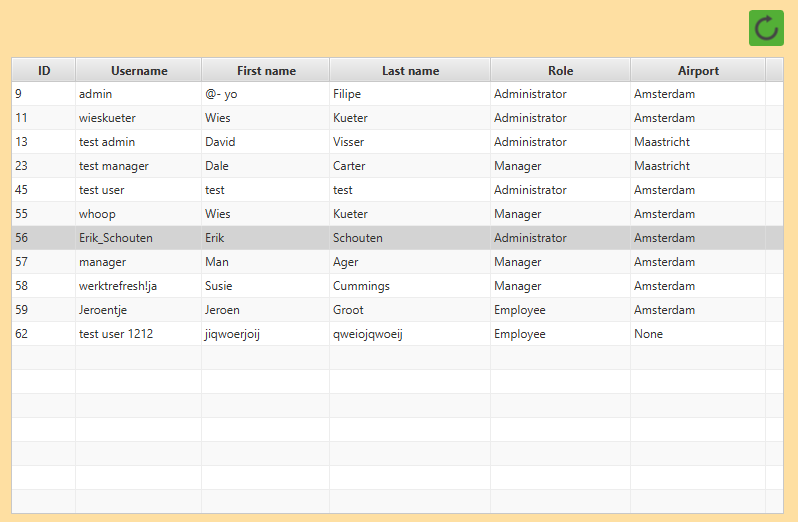 ID Username First name Last name Role Airport
9 admin @- yo Filipe Administrator Amsterdam
11 wieskueter Wies Kueter Administrator Amsterdam
13 test admin David Visser Administrator Maastricht
23 test manager Dale Carter Manager Maastricht
45 test user test test Administrator Amsterdam
55 whoop Wies Kueter Manager Amsterdam
56 Erik_Schouten Erik Schouten Administrator Amsterdam
57 manager Man Ager Manager Amsterdam
58 werktrefresh!ja Susie Cummings Manager Amsterdam
59 Jeroentje Jeroen Groot Employee Amsterdam
62 test user 1212 jiqwoerjoij qweiojqwoeij Employee None